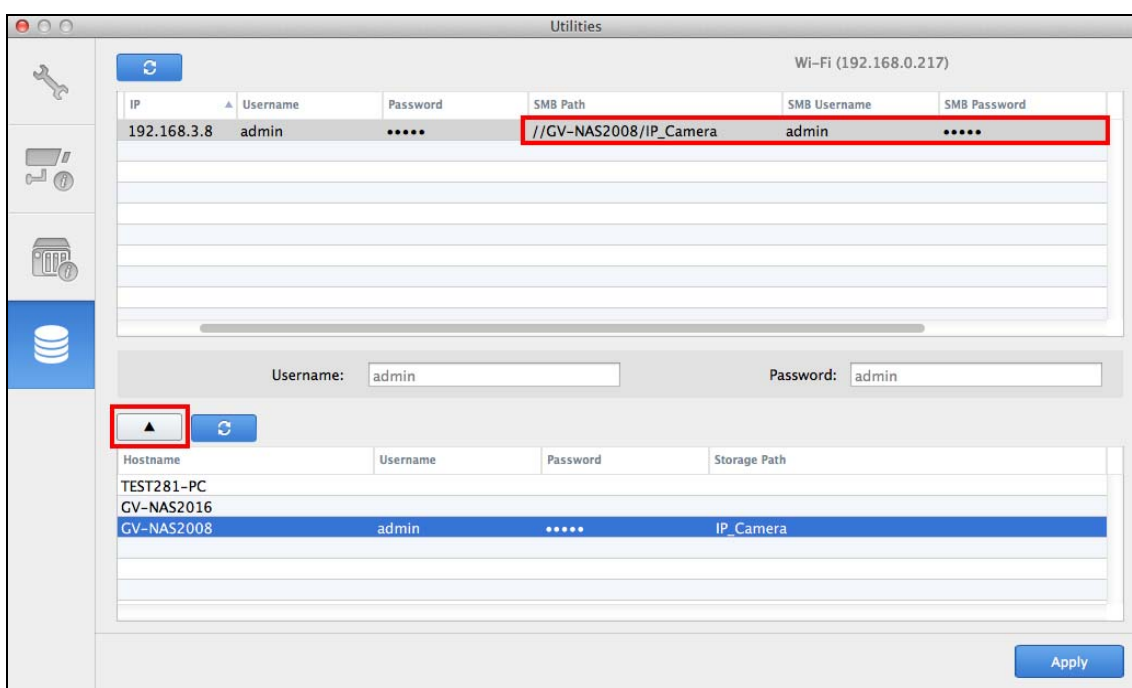 Utilities
Wi-Fi (192.168.0.217)
IP Username Password SMB Path SMB Username SMB Password
192.168.3.8 admin ••••• //GV-NAS2008/IP_Camera admin •••••
Username: admin Password: admin
Hostname Username Password Storage Path
TEST281-PC
GV-NAS2016
GV-NAS2008 admin ••••• IP_Camera
Apply